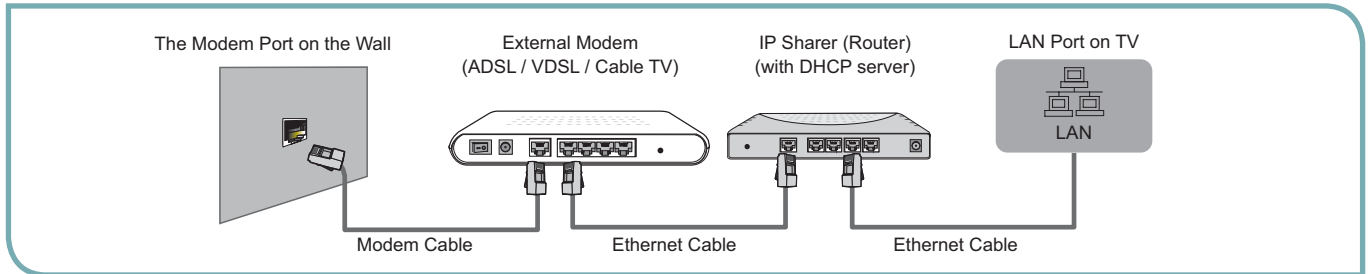 The Modem Port on the Wall
External Modem
(ADSL / VDSL / Cable TV)
IP Sharer (Router)
(with DHCP server)
LAN Port on TV
LAN
Modem Cable
Ethernet Cable
Ethernet Cable